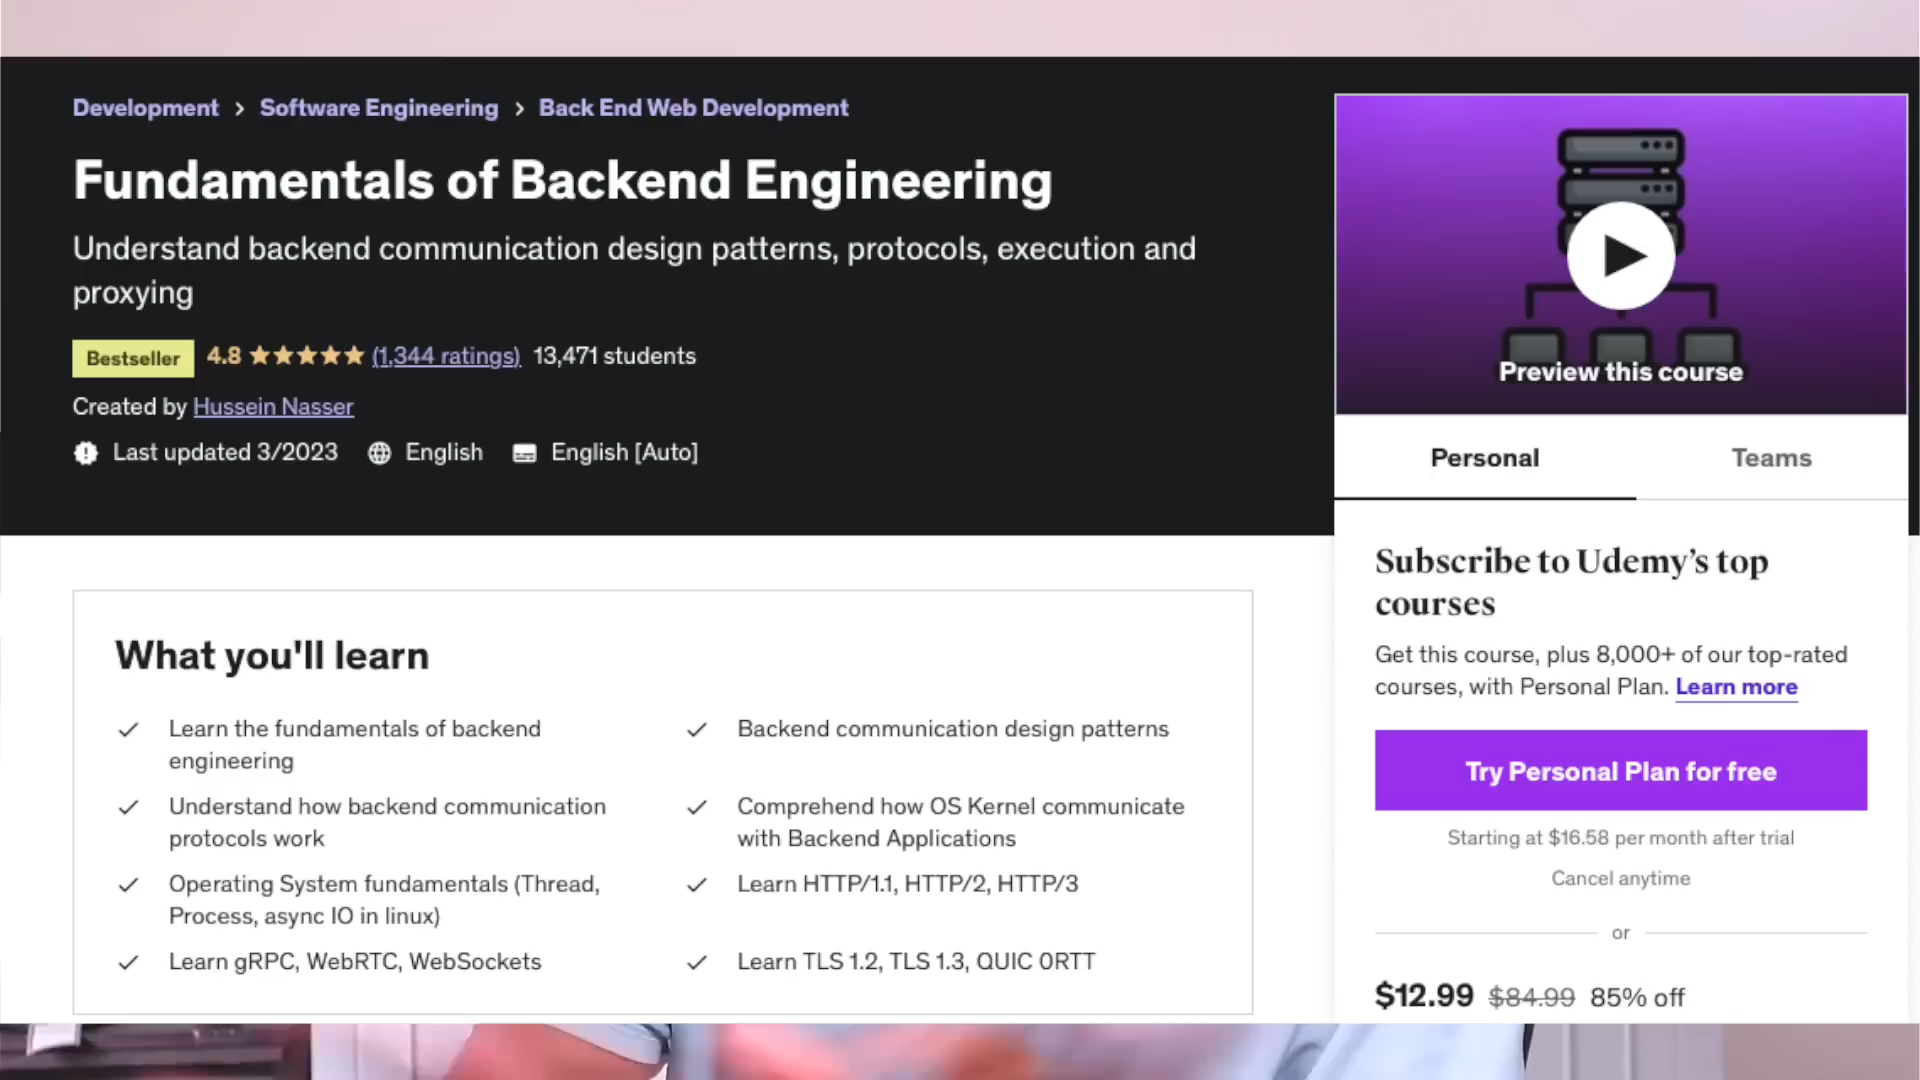 Development > Software Engineering > Back End Web Development
Fundamentals of Backend Engineering
Understand backend communication design patterns, protocols, execution and
proxying
Bestseller 4.8 (1,344 ratings) 13,471 students
Created by Hussein Nasser
Last updated 3/2023 English English [Auto]
What you'll learn
Learn the fundamentals of backend
engineering
Backend communication design patterns
Understand how backend communication
protocols work
Comprehend how OS Kernel communicate
with Backend Applications
Operating System fundamentals (Thread,
Process, async IO in linux)
Learn HTTP/1.1, HTTP/2, HTTP/3
Learn gRPC, WebRTC, WebSockets
Learn TLS 1.2, TLS 1.3, QUIC 0RTT
Preview this course
Personal Teams
Subscribe to Udemy's top
courses
Get this course, plus 8,000+ of our top-rated
courses, with Personal Plan. Learn more
Try Personal Plan for free
Starting at $16.58 per month after trial
Cancel anytime
or
$12.99 $84.99 85% off